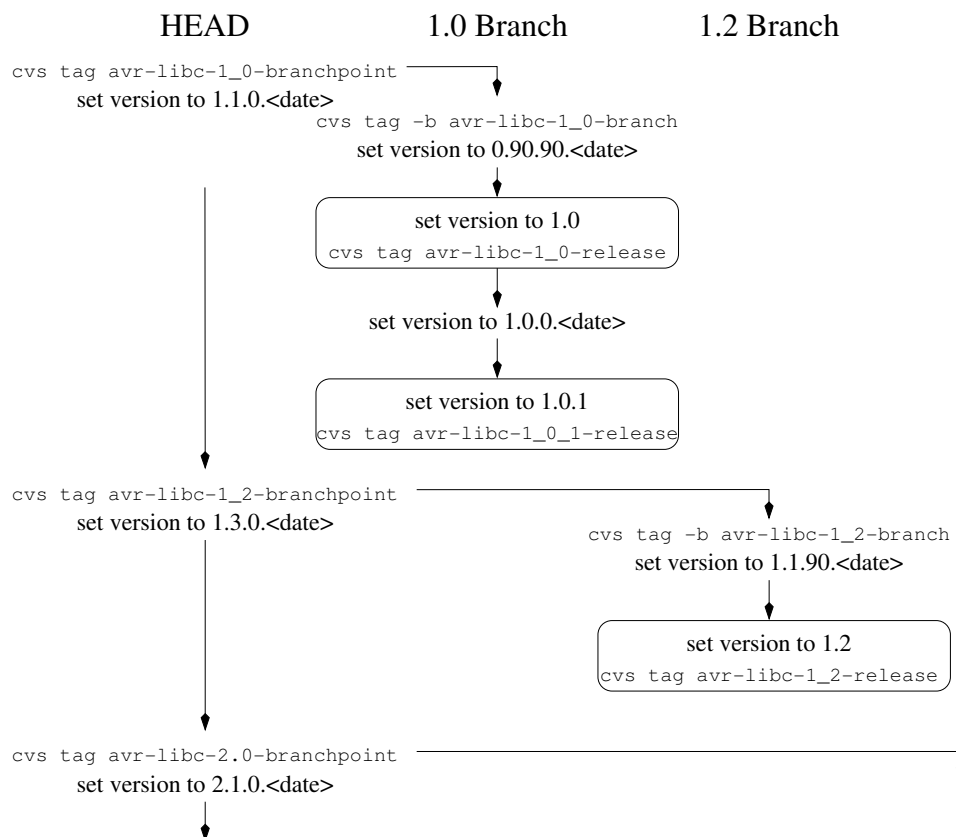 HEAD 1.0 Branch 1.2 Branch
cvs tag avr-libc-1_0-branchpoint
set version to 1.1.0.<date>
cvs tag -b avr-libc-1_0-branch
set version to 0.90.90.<date>
set version to 1.0
cvs tag avr-libc-1_0-release
set version to 1.0.0.<date>
set version to 1.0.1
cvs tag avr-libc-1_0_1-release
cvs tag avr-libc-1_2-branchpoint
set version to 1.3.0.<date>
cvs tag -b avr-libc-1_2-branch
set version to 1.1.90.<date>
set version to 1.2
cvs tag avr-libc-1_2-release
cvs tag avr-libc-2.0-branchpoint
set version to 2.1.0.<date>